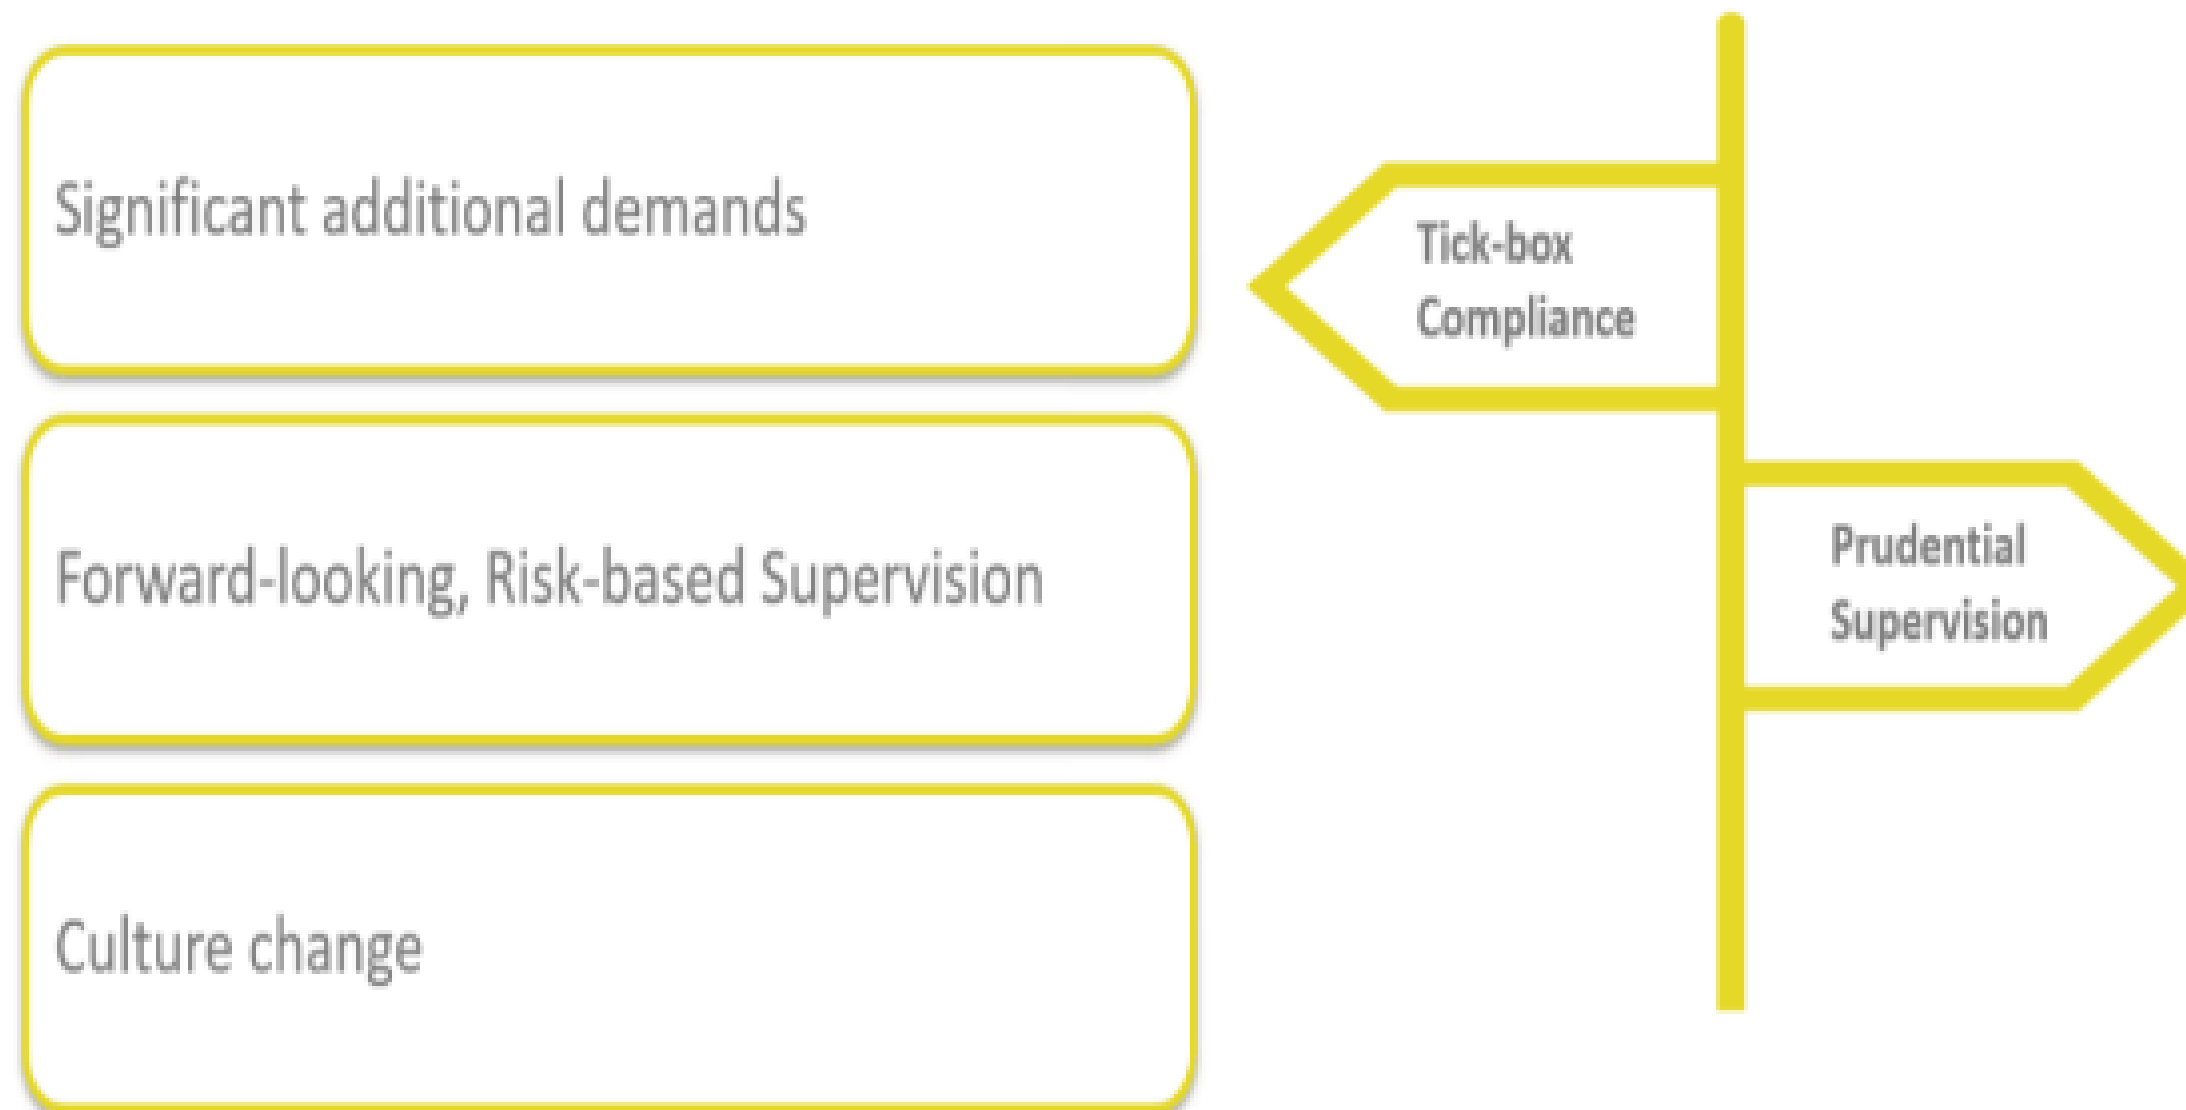 Significant additional demands
Forward-looking, Risk-based Supervision
Culture change
Tick-box
Compliance
Prudential
Supervision